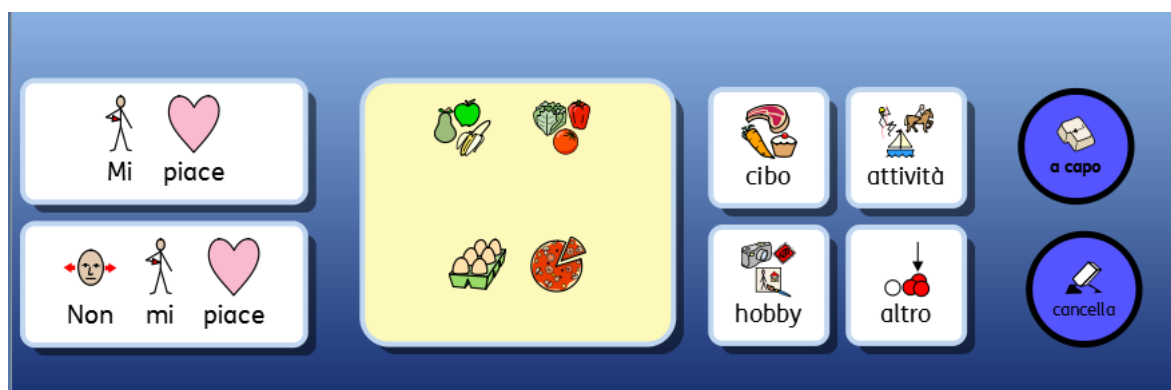 Mi piace
Non mi piace
cibo
attività
hobby
altro
a capo
cancella